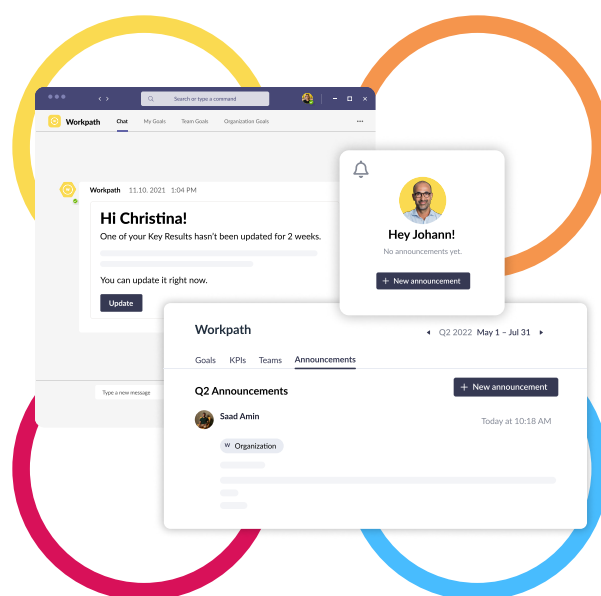 Search or type a command
Workpath
Chat
My Goals
Team Goals
Organization Goals
Workpath 11.10. 2021 1:04 PM
Hi Christina!
One of your Key Results hasn't been updated for 2 weeks.
You can update it right now.
Update
Type a new message
Hey Johann!
No announcements yet.
+ New announcement
Workpath
Q2 2022 May 1 – Jul 31
Goals KPIs Teams Announcements
Q2 Announcements
+ New announcement
Saad Amin
Today at 10:18 AM
W Organization